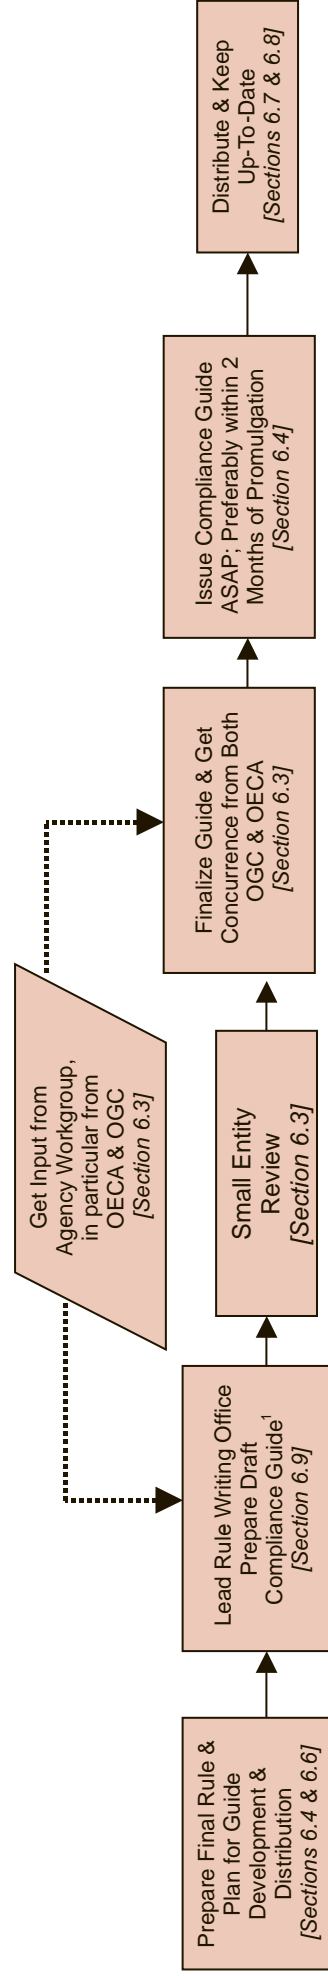 Prepare Final Rule &
Plan for Guide
Development &
Distribution
[Sections 6.4 & 6.6]
Lead Rule Writing Office
Prepare Draft
Compliance Guide¹
[Section 6.9]
Get Input from
Agency Workgroup,
in particular from
OECA & OGC
[Section 6.3]
Small Entity
Review
[Section 6.3]
Finalize Guide & Get
Concurrence from Both
OGC & OECA
[Section 6.3]
Issue Compliance Guide
ASAP; Preferably within 2
Months of Promulgation
[Section 6.4]
Distribute & Keep
Up-To-Date
[Sections 6.7 & 6.8]